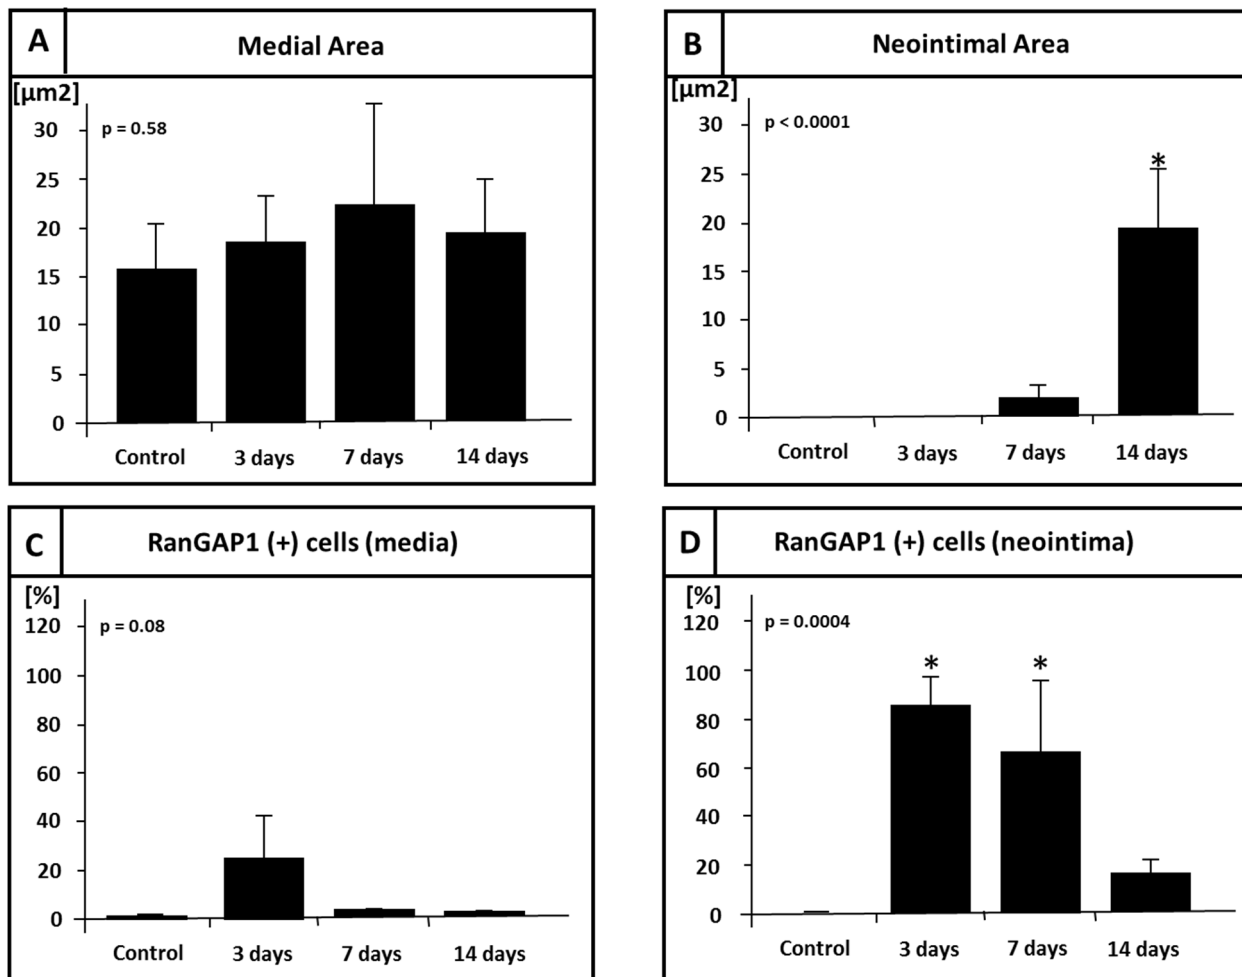 A
Medial Area
[µm2]
p = 0.58
30
25
20
15
10
5
0
Control 3 days 7 days 14 days
B
Neointimal Area
[µm2]
p < 0.0001
30
25
20
15
10
5
0
*
Control 3 days 7 days 14 days
C
RanGAP1 (+) cells (media)
[%]
p = 0.08
120
100
80
60
40
20
0
Control 3 days 7 days 14 days
D
RanGAP1 (+) cells (neointima)
[%]
p = 0.0004
120
100
80
60
40
20
0
* *
Control 3 days 7 days 14 days